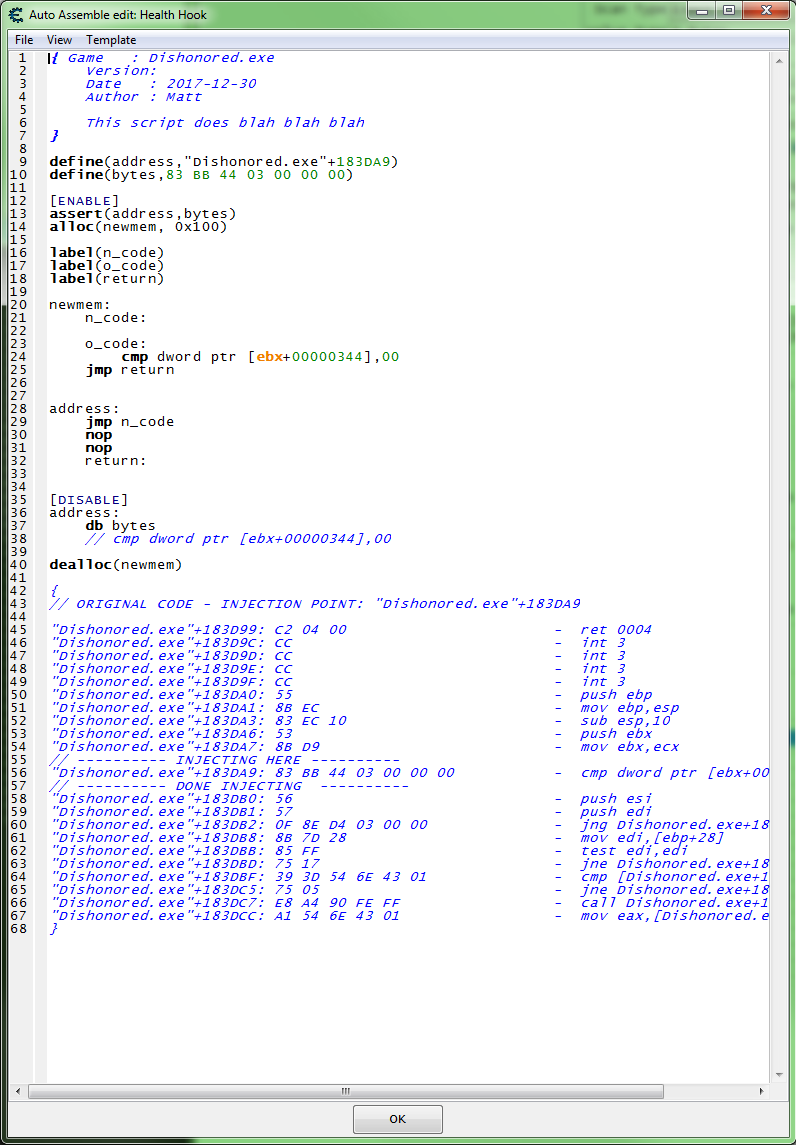 Auto Assemble edit: Health Hook
File View Template
1 { Game   : Dishonored.exe
2     Version:
3     Date   : 2017-12-30
4     Author : Matt
5
6     This script does blah blah blah
7 }
8
9 define(address,"Dishonored.exe"+183DA9)
10 define(bytes,83 BB 44 03 00 00 00)
11
12 [ENABLE]
13 assert(address,bytes)
14 alloc(newmem, 0x100)
15
16 label(n_code)
17 label(o_code)
18 label(return)
19
20 newmem:
21     n_code:
22
23     o_code:
24         cmp dword ptr [ebx+00000344],00
25     jmp return
26
27
28 address:
29     jmp n_code
30     nop
31     nop
32     return:
33
34
35 [DISABLE]
36 address:
37     db bytes
38     // cmp dword ptr [ebx+00000344],00
39
40 dealloc(newmem)
41
42 {
43 // ORIGINAL CODE - INJECTION POINT: "Dishonored.exe"+183DA9
44
45 "Dishonored.exe"+183D99: C2 04 00 - ret 0004
46 "Dishonored.exe"+183D9C: CC - int 3
47 "Dishonored.exe"+183D9D: CC - int 3
48 "Dishonored.exe"+183D9E: CC - int 3
49 "Dishonored.exe"+183D9F: CC - int 3
50 "Dishonored.exe"+183DA0: 55 - push ebp
51 "Dishonored.exe"+183DA1: 8B EC - mov ebp,esp
52 "Dishonored.exe"+183DA3: 83 EC 10 - sub esp,10
53 "Dishonored.exe"+183DA6: 53 - push ebx
54 "Dishonored.exe"+183DA7: 8B D9 - mov ebx,ecx
55 // ---------- INJECTING HERE ----------
56 "Dishonored.exe"+183DA9: 83 BB 44 03 00 00 00 - cmp dword ptr [ebx+00
57 // ---------- DONE INJECTING  ----------
58 "Dishonored.exe"+183DB0: 56 - push esi
59 "Dishonored.exe"+183DB1: 57 - push edi
60 "Dishonored.exe"+183DB2: 0F 8E D4 03 00 00 - jng Dishonored.exe+18
61 "Dishonored.exe"+183DB8: 8B 7D 28 - mov edi,[ebp+28]
62 "Dishonored.exe"+183DBB: 85 FF - test edi,edi
63 "Dishonored.exe"+183DBD: 75 17 - jne Dishonored.exe+18
64 "Dishonored.exe"+183DBF: 39 3D 54 6E 43 01 - cmp [Dishonored.exe+1
65 "Dishonored.exe"+183DC5: 75 05 - jne Dishonored.exe+18
66 "Dishonored.exe"+183DC7: E8 A4 90 FE FF - call Dishonored.exe+1
67 "Dishonored.exe"+183DCC: A1 54 6E 43 01 - mov eax,[Dishonored.e
68 }
OK